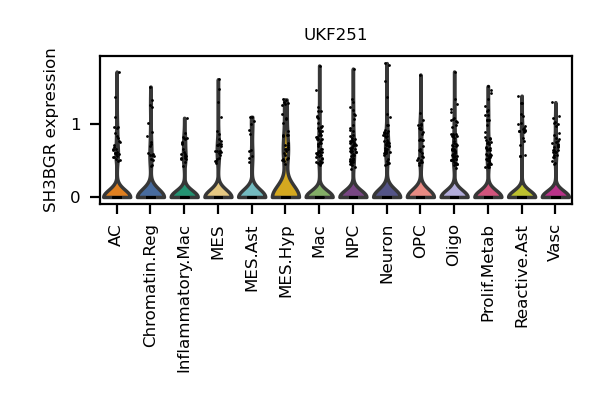 UKF251
SH3BGR expression
1
0
AC
Chromatin.Reg
Inflammatory.Mac
MES
MES.Ast
MES.Hyp
Mac
NPC
Neuron
OPC
Oligo
Prolif.Metab
Reactive.Ast
Vasc